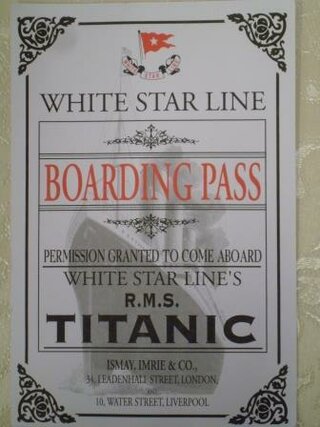 STAR
WHITE STAR LINE
BOARDING PASS
PERMISSION GRANTED TO COME ABOARD
WHITE STAR LINE'S
R.M.S.
TITANIC
ISMAY, IMRIE & CO.,
34, LEADENHALL STREET, LONDON,
AND
10, WATER STREET, LIVERPOOL